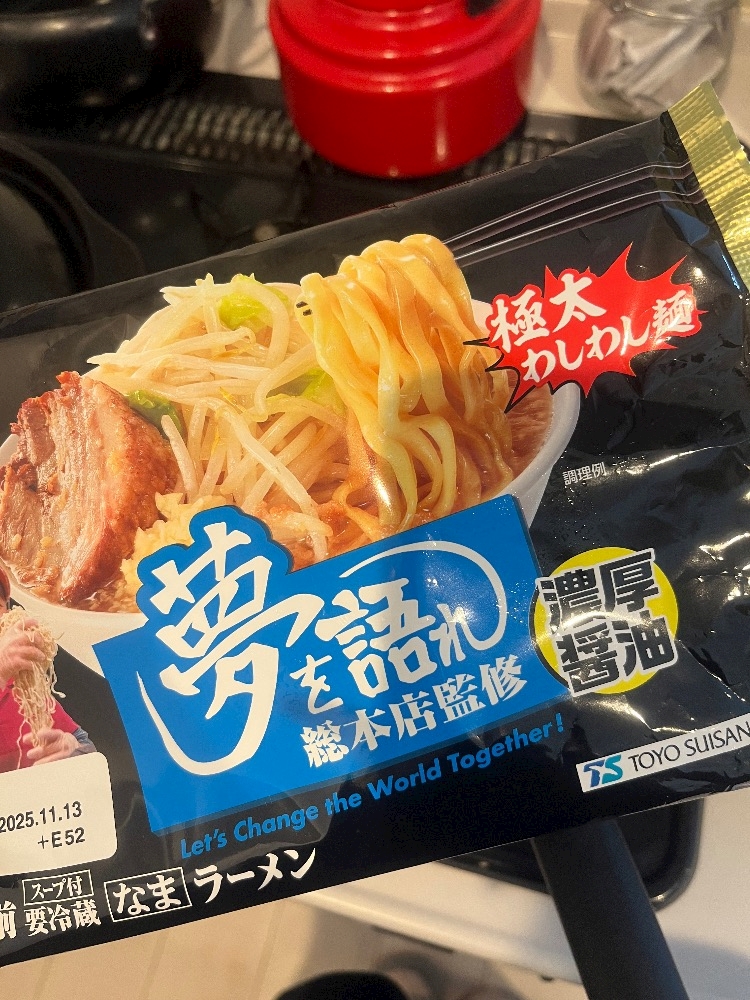 極太
わしわし麺
調理例
濃厚
醤油
夢を語れ
総本店監修
Let's Change the World Together!
TS TOYO SUISAN
2025.11.13
+E52
前
スープ付
要冷蔵
なま
ラーメン